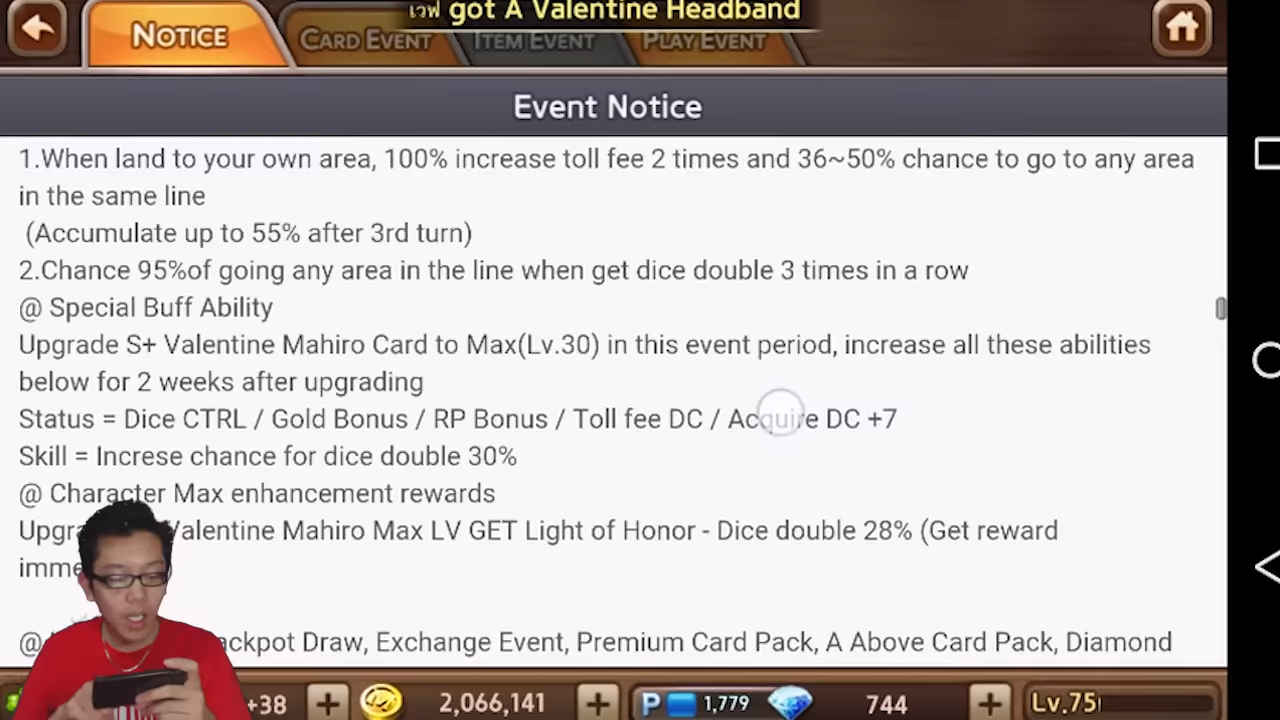 เวฟ got A Valentine Headband
NOTICE
CARD EVENT
ITEM EVENT
PLAY EVENT
Event Notice
1.When land to your own area, 100% increase toll fee 2 times and 36~50% chance to go to any area
in the same line
(Accumulate up to 55% after 3rd turn)
2.Chance 95%of going any area in the line when get dice double 3 times in a row
@ Special Buff Ability
Upgrade S+ Valentine Mahiro Card to Max(Lv.30) in this event period, increase all these abilities
below for 2 weeks after upgrading
Status = Dice CTRL / Gold Bonus / RP Bonus / Toll fee DC / Acquire DC +7
Skill = Increse chance for dice double 30%
@ Character Max enhancement rewards
Valentine Mahiro Max LV GET Light of Honor - Dice double 28% (Get reward
@ Draw, Exchange Event, Premium Card Pack, A Above Card Pack, Diamond
+38
2,066,141
P 1,779
744
Lv.75